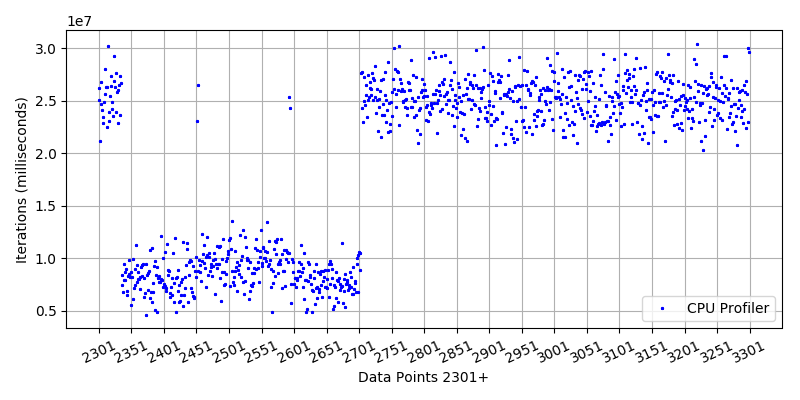 1e7
3.0
2.5
2.0
1.5
1.0
0.5
Iterations (milliseconds)
CPU Profiler
2301 2351 2401 2451 2501 2551 2601 2651 2701 2751 2801 2851 2901 2951 3001 3051 3101 3151 3201 3251 3301
Data Points 2301+